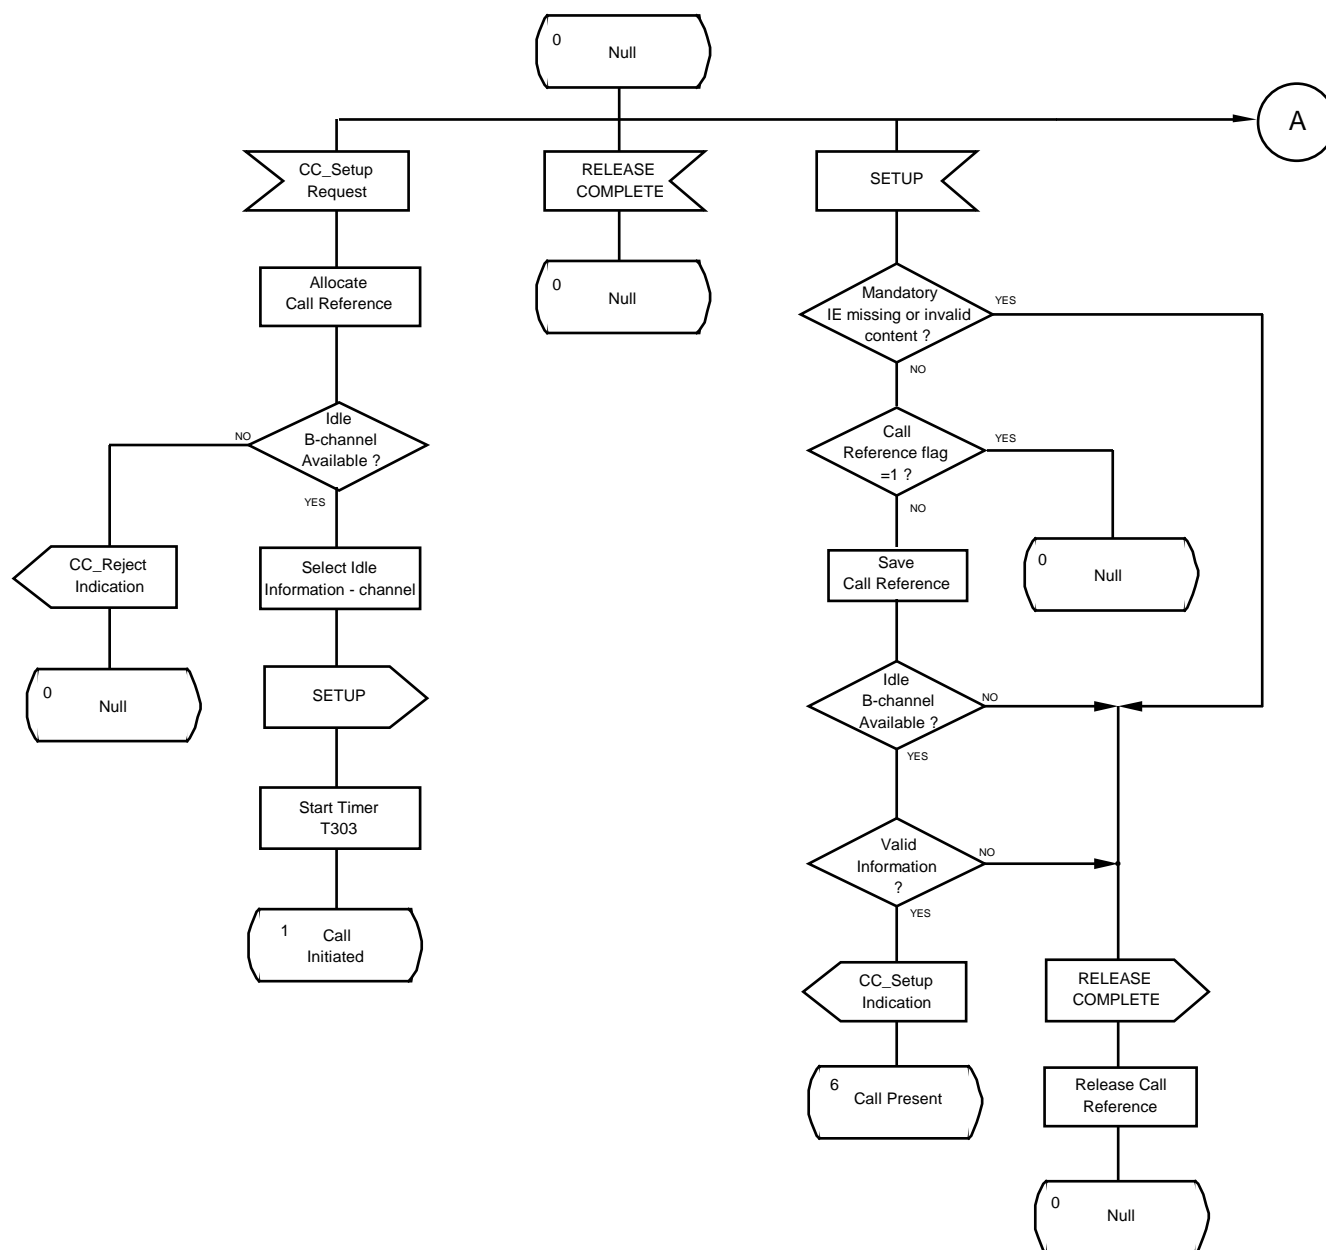 0
Null
A
CC_Setup
Request
RELEASE
COMPLETE
SETUP
Allocate
Call Reference
0
Null
Mandatory
IE missing or invalid
content ?
YES
NO
Idle
B-channel
Available ?
NO
YES
Call
Reference flag
=1 ?
YES
NO
CC_Reject
Indication
Select Idle
Information - channel
Save
Call Reference
0
Null
0
Null
SETUP
Idle
B-channel
Available ?
NO
YES
Start Timer
T303
Valid
Information
?
NO
YES
1
Call
Initiated
CC_Setup
Indication
RELEASE
COMPLETE
6
Call Present
Release Call
Reference
0
Null